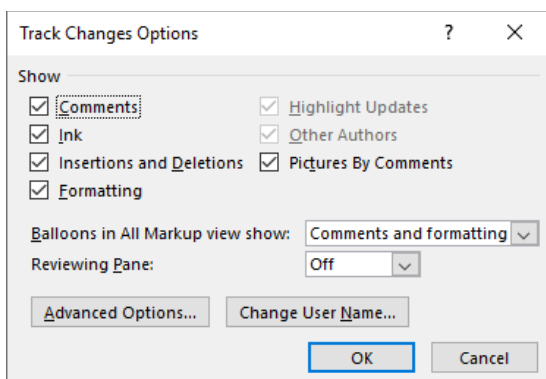 Track Changes Options
Show
Comments
Highlight Updates
Ink
Other Authors
Insertions and Deletions
Pictures By Comments
Formatting
Balloons in All Markup view show: Comments and formatting
Reviewing Pane: Off
Advanced Options... Change User Name...
OK Cancel